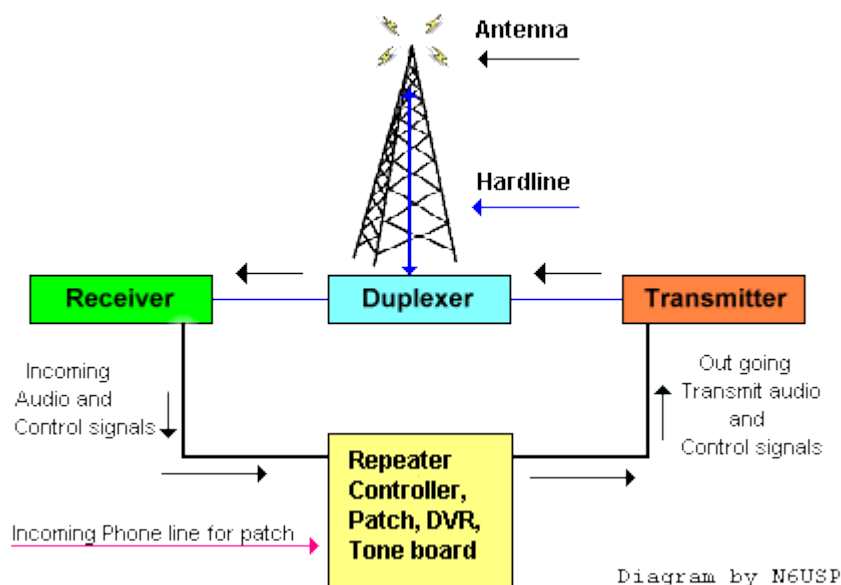 Antenna
Hardline
Receiver
Duplexer
Transmitter
Incoming
Audio and
Control signals
Out going
Transmit audio
and
Control signals
Repeater
Controller,
Patch, DVR,
Tone board
Incoming Phone line for patch
Diagram by N6USP